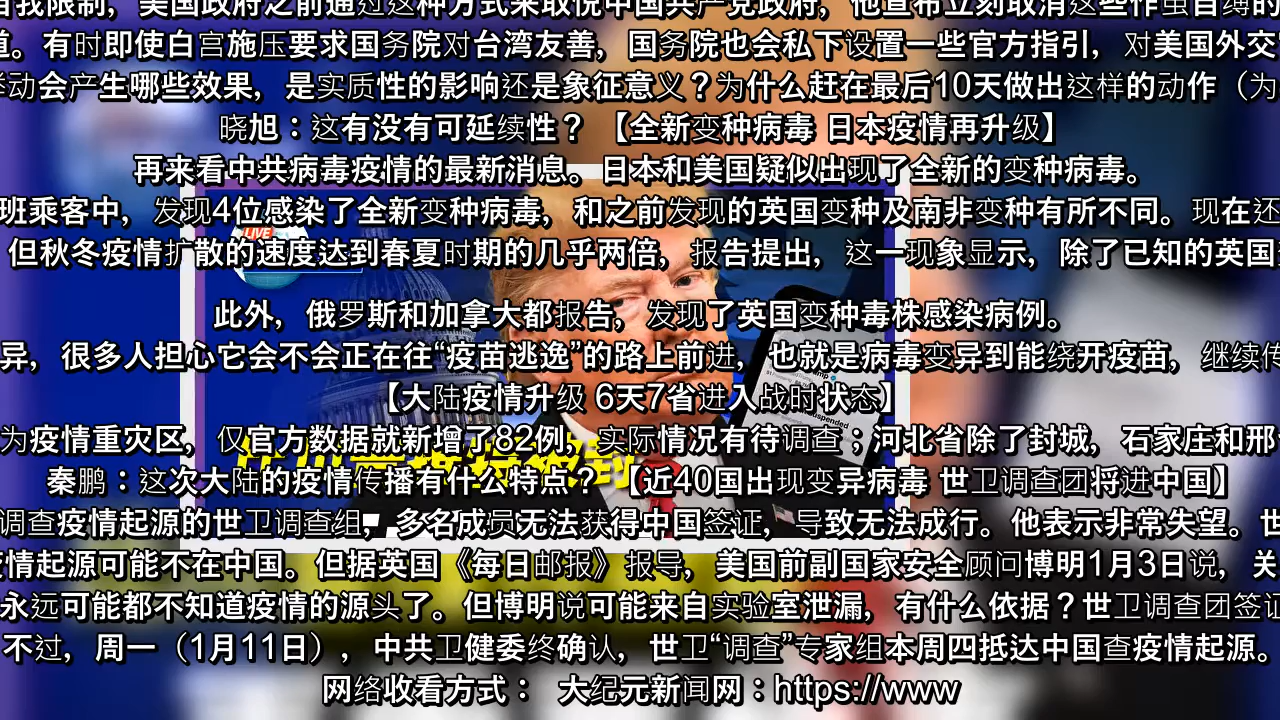 自我限制，美国政府之前通过这种方式来取悦中国共产党政府，他宣布立刻取消这些作茧自缚的
道。有时即使白宫施压要求国务院对台湾友善，国务院也会私下设置一些官方指引，对美国外交官
举动会产生哪些效果，是实质性的影响还是象征意义？为什么赶在最后10天做出这样的动作（为
晓旭：这有没有可延续性？ 【全新变种病毒 日本疫情再升级】
再来看中共病毒疫情的最新消息。日本和美国疑似出现了全新的变种病毒。
班乘客中，发现4位感染了全新变种病毒，和之前发现的英国变种及南非变种有所不同。现在还
但秋冬疫情扩散的速度达到春夏时期的几乎两倍，报告提出，这一现象显示，除了已知的英国
LIVE
此外，俄罗斯和加拿大都报告，发现了英国变种毒株感染病例。
异，很多人担心它会不会正在往“疫苗逃逸”的路上前进，也就是病毒变异到能绕开疫苗，继续传
【大陆疫情升级 6天7省进入战时状态】
为疫情重灾区，仅官方数据就新增了82例，实际情况有待调查；河北省除了封城，石家庄和邢
秦鹏：这次大陆的疫情传播有什么特点？ 【近40国出现变异病毒 世卫调查团将进中国】
调查疫情起源的世卫调查组，多名成员无法获得中国签证，导致无法成行。他表示非常失望。世
疫情起源可能不在中国。但据英国《每日邮报》报导，美国前副国家安全顾问博明1月3日说，关
永远可能都不知道疫情的源头了。但博明说可能来自实验室泄漏，有什么依据？世卫调查团签证
不过，周一（1月11日），中共卫健委终确认，世卫“调查”专家组本周四抵达中国查疫情起源。
网络收看方式： 大纪元新闻网：https://www